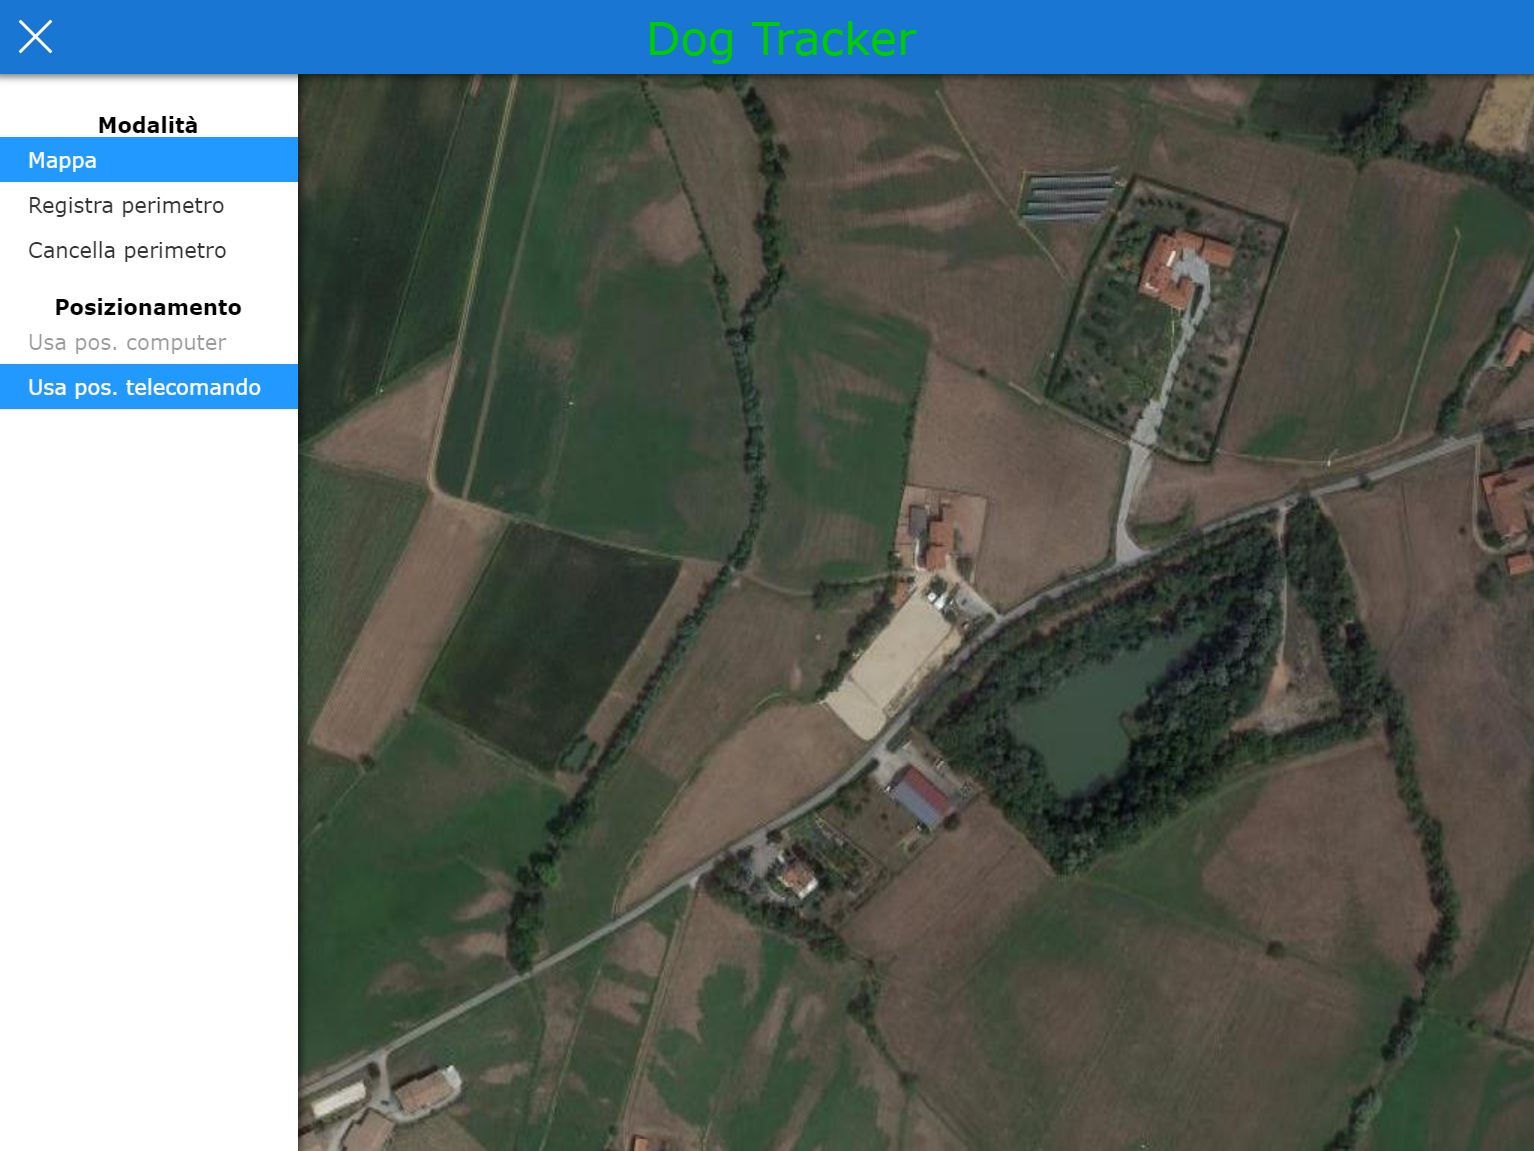 Dog Tracker
Modalità
Mappa
Registra perimetro
Cancella perimetro
Posizionamento
Usa pos. computer
Usa pos. telecomando